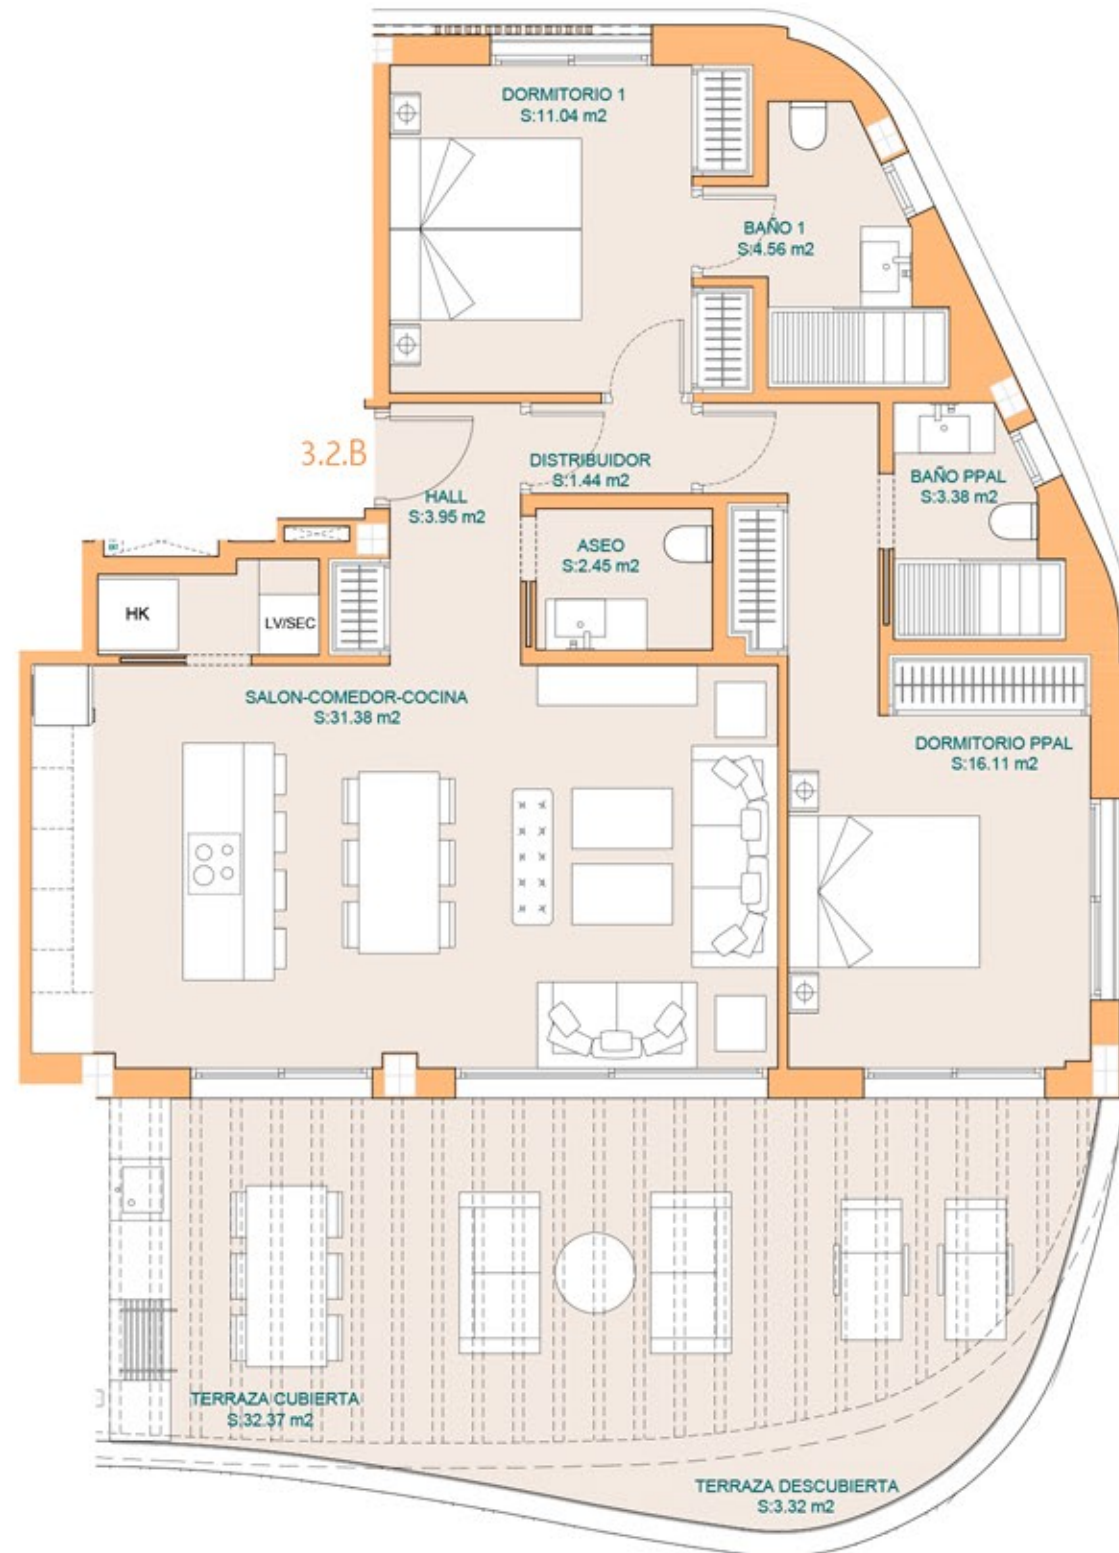 DORMITORIO 1
S:11.04 m2
BAÑO 1
S:4.56 m2
3.2.B
HALL
S:3.95 m2
DISTRIBUIDOR
S:1.44 m2
BAÑO PPAL
S:3.38 m2
ASEO
S:2.45 m2
HK
LV/SEC
SALON-COMEDOR-COCINA
S:31.38 m2
DORMITORIO PPAL
S:16.11 m2
TERRAZA CUBIERTA
S:32.37 m2
TERRAZA DESCUBIERTA
S:3.32 m2